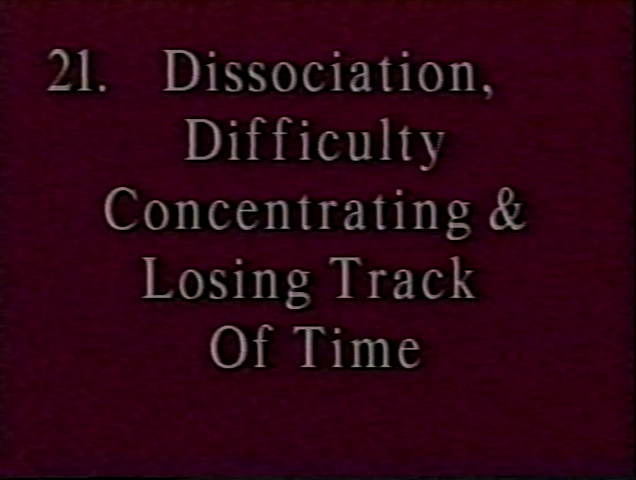 21. Dissociation,
Difficulty
Concentrating &
Losing Track
Of Time